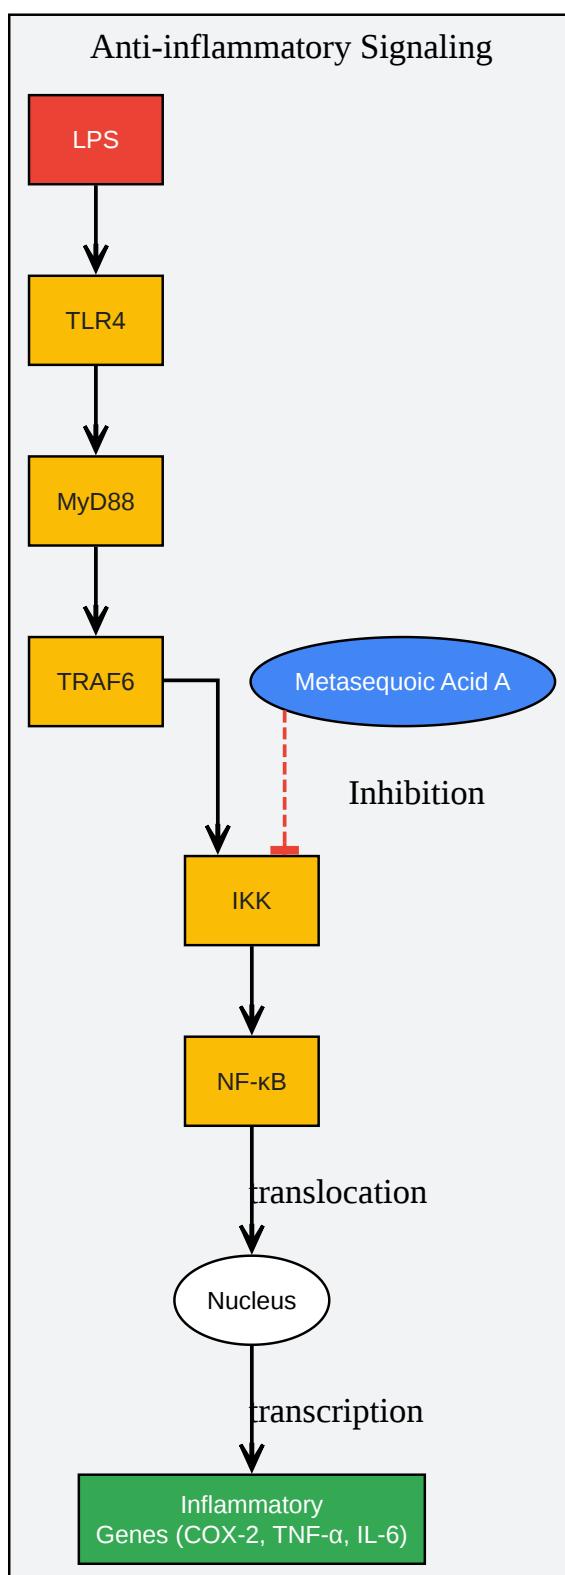 Anti-inflammatory Signaling
LPS
TLR4
MyD88
TRAF6
Metasequoic Acid A
Inhibition
IKK
NF-κB
translocation
Nucleus
transcription
Inflammatory
Genes (COX-2, TNF-α, IL-6)